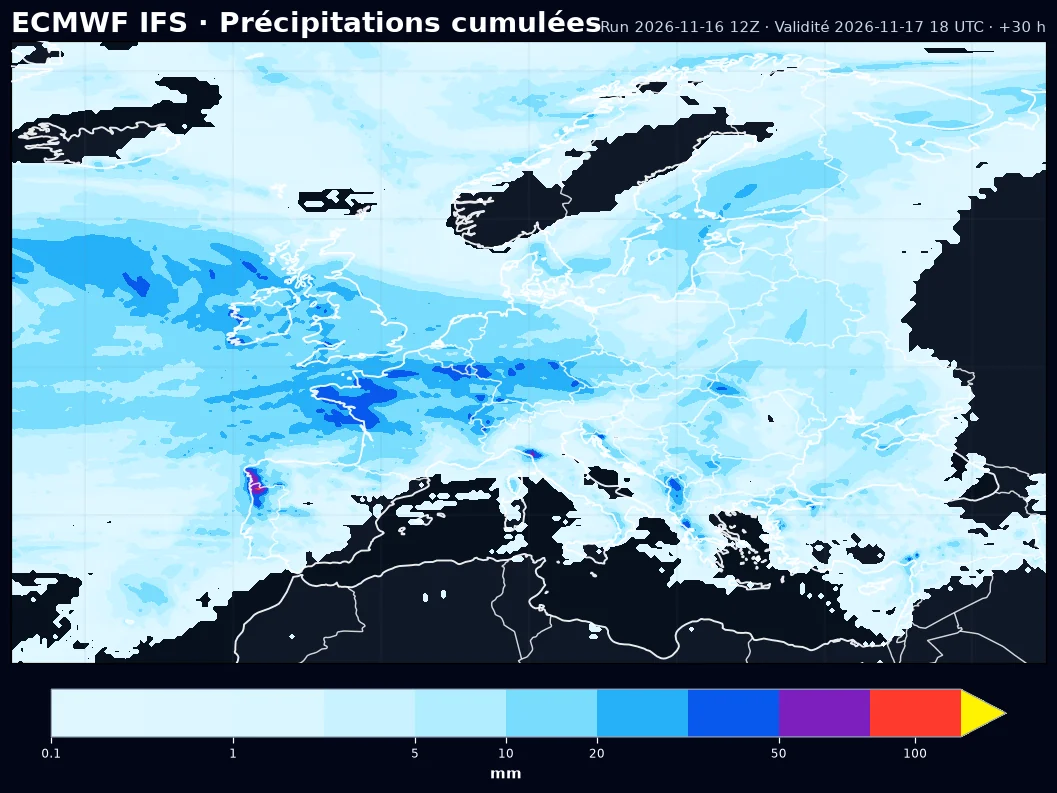 ECMWF IFS · Précipitations cumulées
Run 2026-11-16 12Z · Validité 2026-11-17 18 UTC · +30 h
0.1 1 5 10 20 50 100
mm